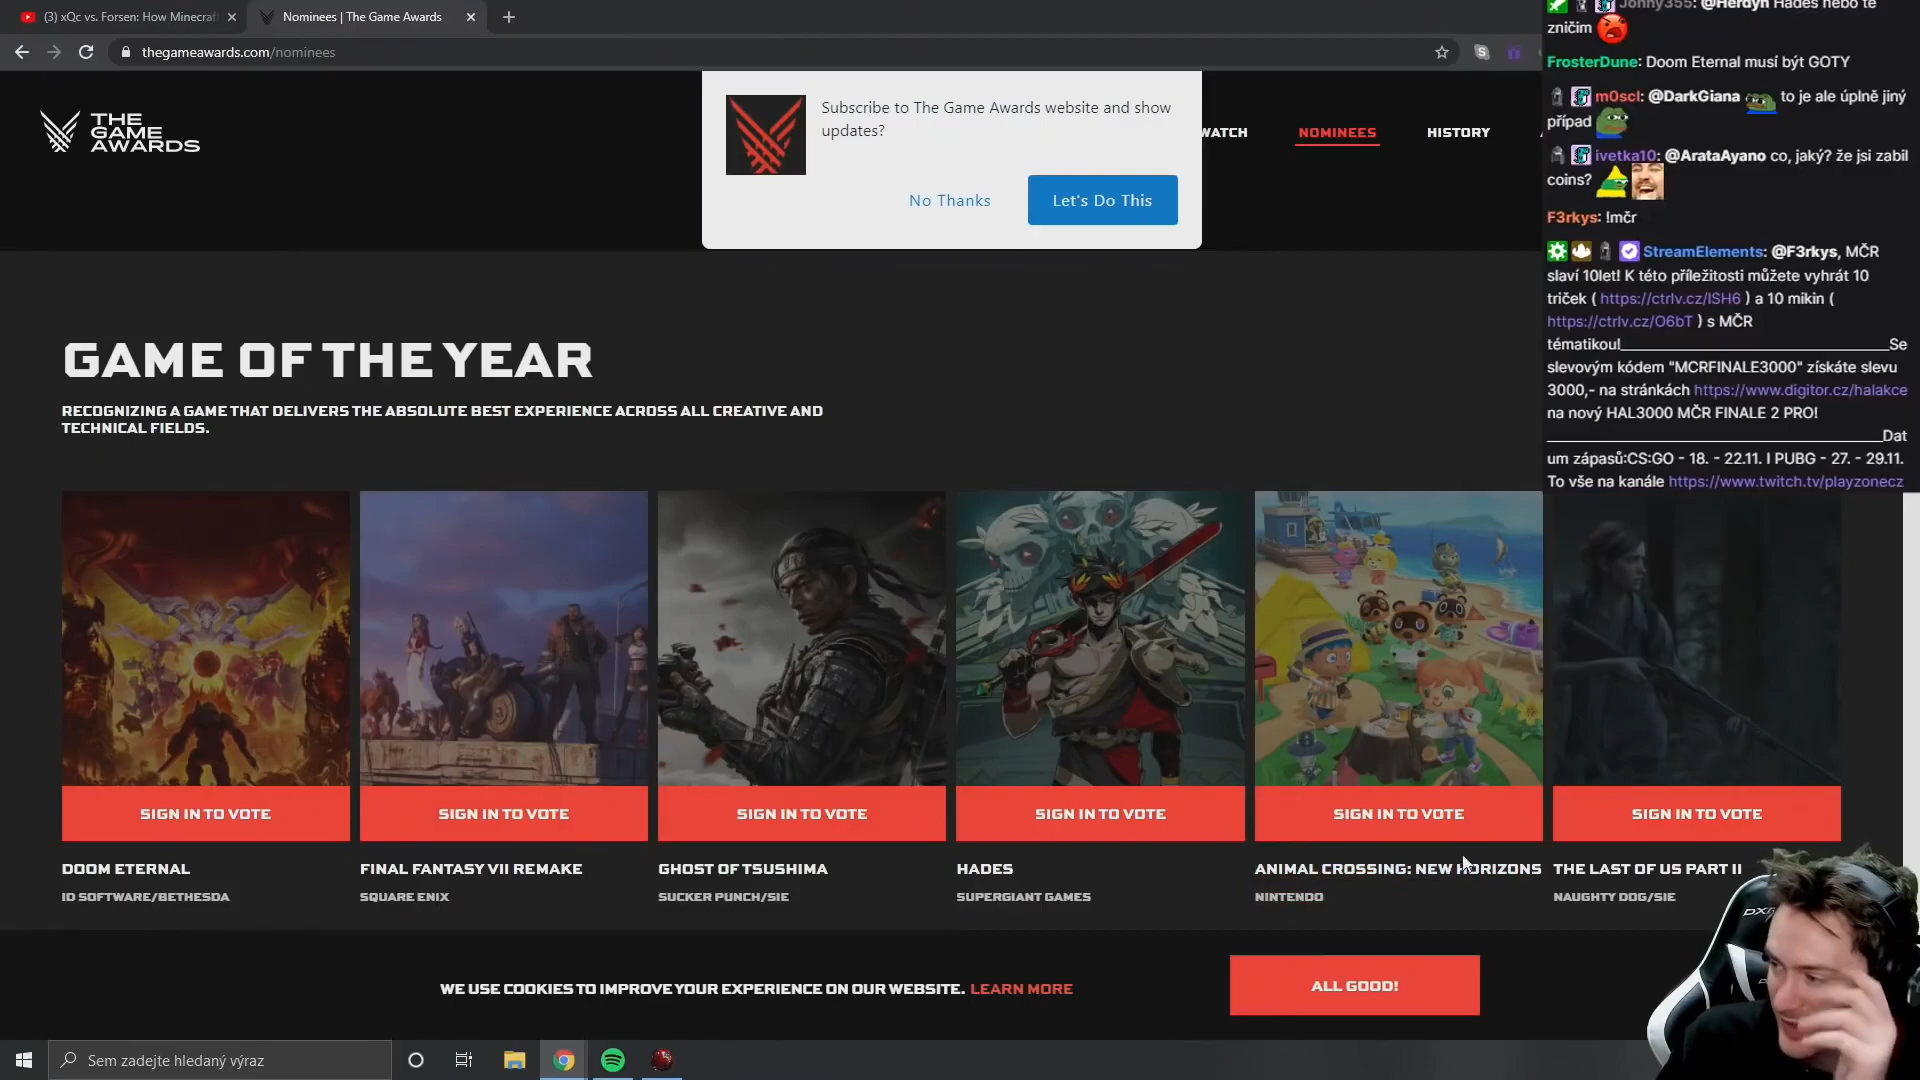 (3) xQc vs. Forsen: How Minecraf
Nominees | The Game Awards
thegameawards.com/nominees
THE
GAME
AWARDS
Subscribe to The Game Awards website and show
updates?
No Thanks
Let's Do This
WATCH
NOMINEES
HISTORY
GAME OF THE YEAR
RECOGNIZING A GAME THAT DELIVERS THE ABSOLUTE BEST EXPERIENCE ACROSS ALL CREATIVE AND
TECHNICAL FIELDS.
SIGN IN TO VOTE
SIGN IN TO VOTE
SIGN IN TO VOTE
SIGN IN TO VOTE
SIGN IN TO VOTE
SIGN IN TO VOTE
DOOM ETERNAL
ID SOFTWARE/BETHESDA
FINAL FANTASY VII REMAKE
SQUARE ENIX
GHOST OF TSUSHIMA
SUCKER PUNCH/SIE
HADES
SUPERGIANT GAMES
ANIMAL CROSSING: NEW HORIZONS
NINTENDO
THE LAST OF US PART II
NAUGHTY DOG/SIE
WE USE COOKIES TO IMPROVE YOUR EXPERIENCE ON OUR WEBSITE. LEARN MORE
ALL GOOD!
Sem zadejte hledaný výraz
Jonny355: @Herdyn Hades nebo tě
zničim
FrosterDune: Doom Eternal musí být GOTY
m0scl: @DarkGiana to je ale úplně jiný
případ
ivetka10: @ArataAyano co, jaký? že jsi zabil
coins?
F3rkys: !mčr
StreamElements: @F3rkys, MČR
slaví 10let! K této příležitosti můžete vyhrát 10
triček ( https://ctrlv.cz/ISH6 ) a 10 mikin (
https://ctrlv.cz/O6bT ) s MČR
tématikou!________________________________Se
slevovým kódem "MCRFINALE3000" získáte slevu
3000,- na stránkách https://www.digitor.cz/halakce
na nový HAL3000 MČR FINALE 2 PRO!
________________________________________Dat
um zápasů:CS:GO - 18. - 22.11. I PUBG - 27. - 29.11.
To vše na kanále https://www.twitch.tv/playzonecz